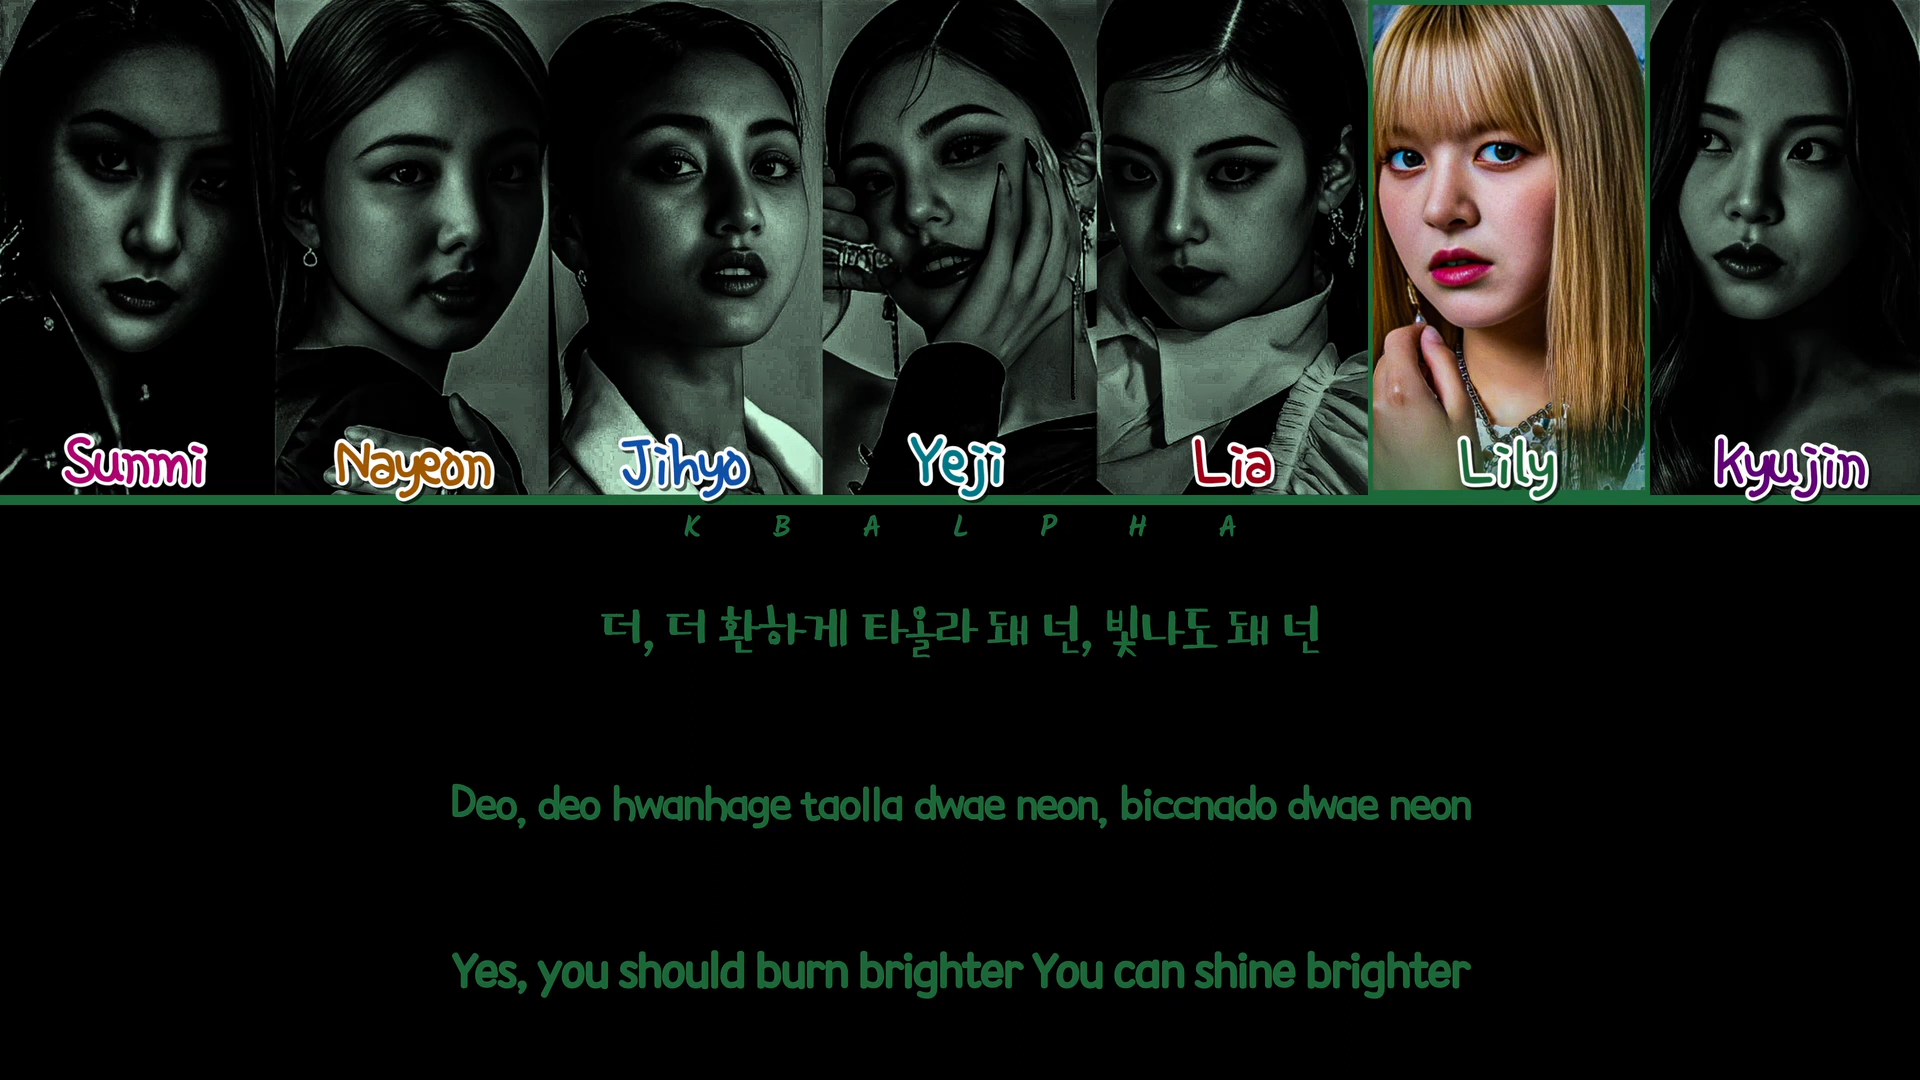 Sunmi Nayeon Jihyo Yeji Lia Lily Kyujin
K B A L P H A
더, 더 환하게 타올라 돼 넌, 빛나도 돼 넌
Deo, deo hwanhage taolla dwae neon, biccnado dwae neon
Yes, you should burn brighter You can shine brighter